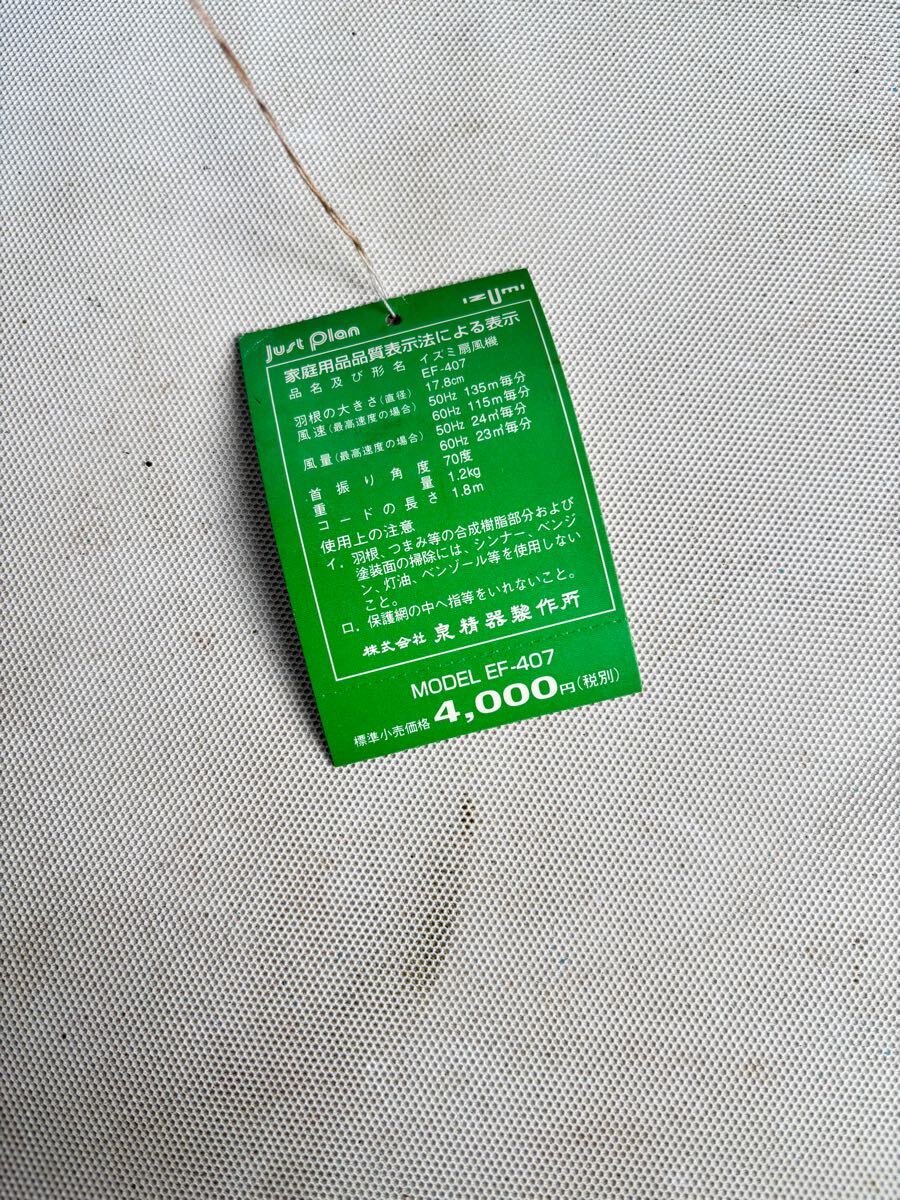 Just Plan
IZUMI
家庭用品品質表示法による表示
品名及び形名 イズミ扇風機
EF-407
羽根の大きさ(直径) 17.8cm
風速(最高速度の場合) 50Hz 135m毎分
60Hz 115m毎分
風量(最高速度の場合) 50Hz 24㎥毎分
60Hz 23㎥毎分
首振り角度 70度
重量 1.2kg
コードの長さ 1.8m
使用上の注意
イ．羽根、つまみ等の合成樹脂部分および
塗装面の掃除には、シンナー、ベンジ
ン、灯油、ベンゾール等を使用しない
こと。
ロ．保護網の中へ指等をいれないこと。
株式会社 泉精器製作所
MODEL EF-407
標準小売価格 4,000円(税別)